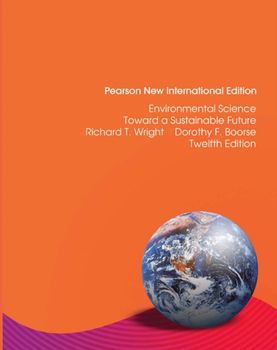 Pearson New International Edition
Environmental Science
Toward a Sustainable Future
Richard T. Wright Dorothy F. Boorse
Twelfth Edition